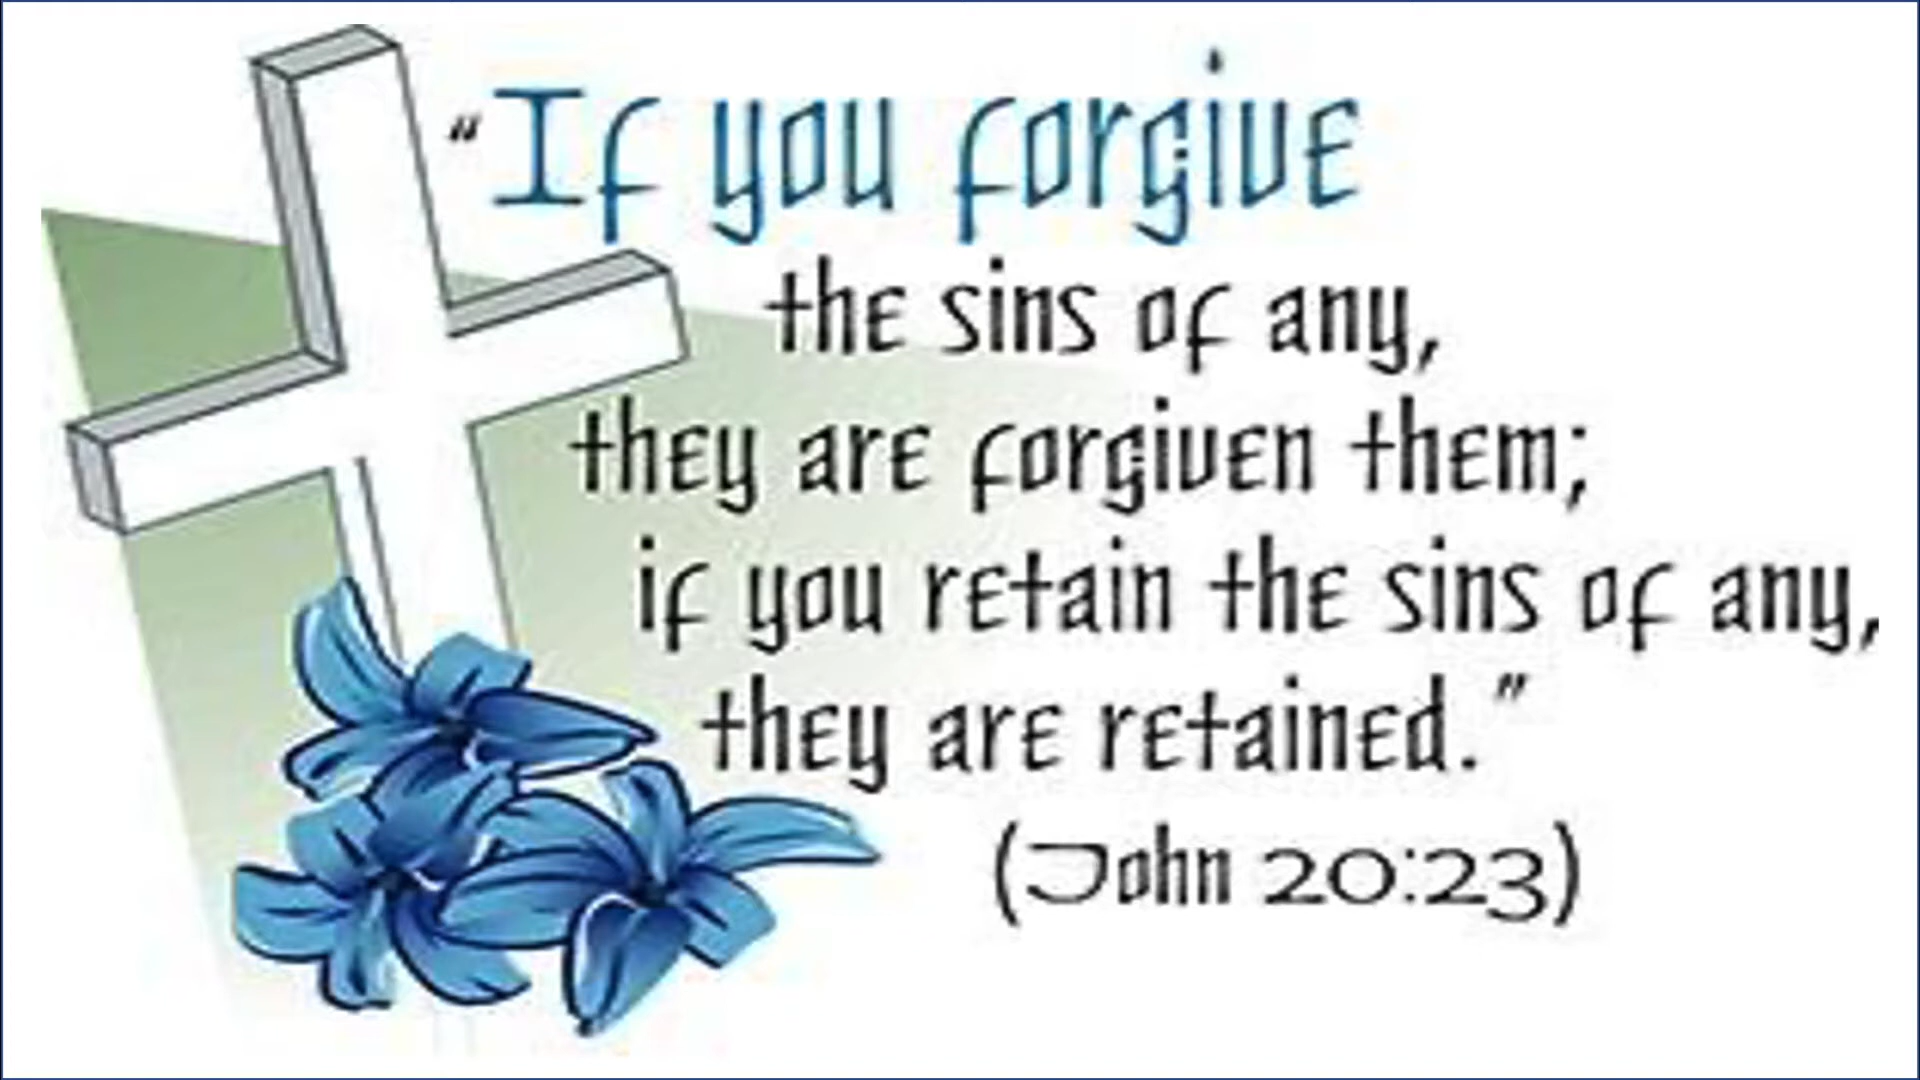 “If you forgive
the sins of any,
they are forgiven them;
if you retain the sins of any,
they are retained.”
(John 20:23)